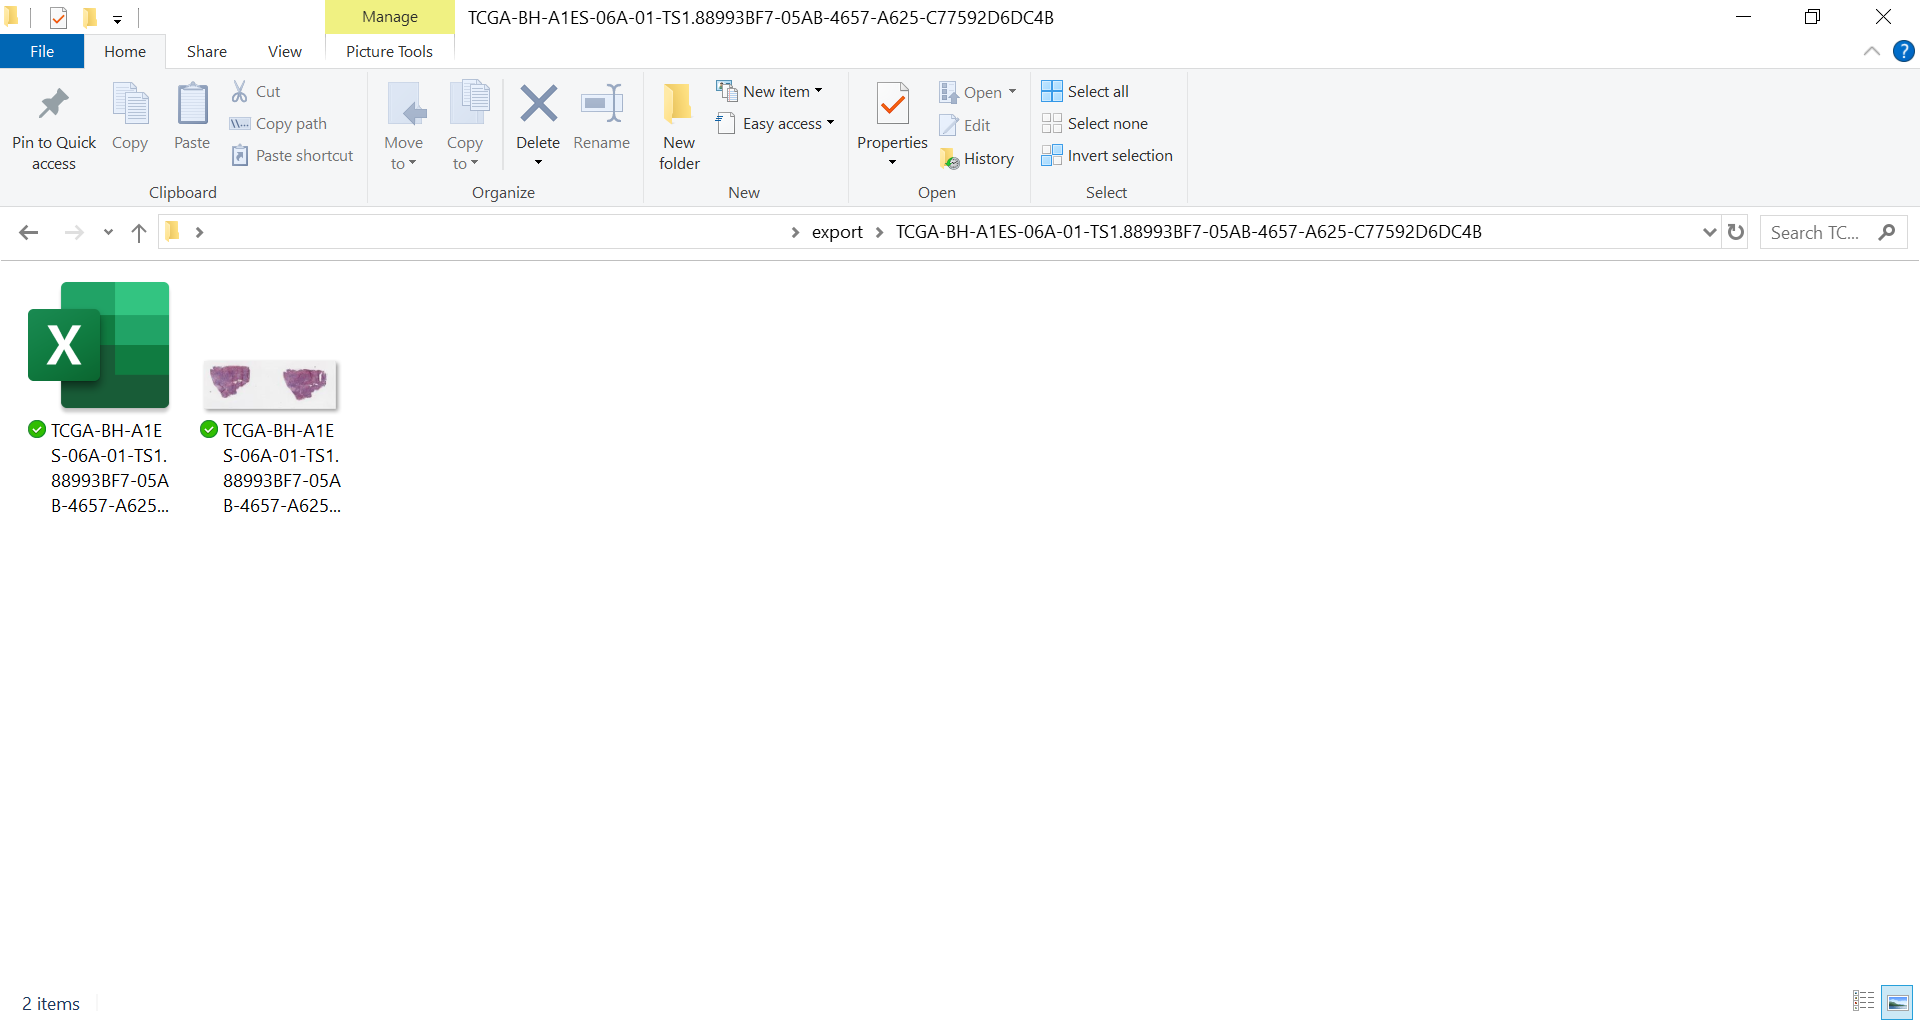 Manage
TCGA-BH-A1ES-06A-01-TS1.88993BF7-05AB-4657-A625-C77592D6DC4B
File
Home
Share
View
Picture Tools
?
Pin to Quick
access
Copy
Paste
Cut
Copy path
Paste shortcut
Clipboard
Move
to
Copy
to
Delete
Rename
Organize
New
folder
New item
Easy access
New
Properties
Open
Edit
History
Open
Select all
Select none
Invert selection
Select
export
TCGA-BH-A1ES-06A-01-TS1.88993BF7-05AB-4657-A625-C77592D6DC4B
Search TC...
X
TCGA-BH-A1E
S-06A-01-TS1.
88993BF7-05A
B-4657-A625...
TCGA-BH-A1E
S-06A-01-TS1.
88993BF7-05A
B-4657-A625...
2 items